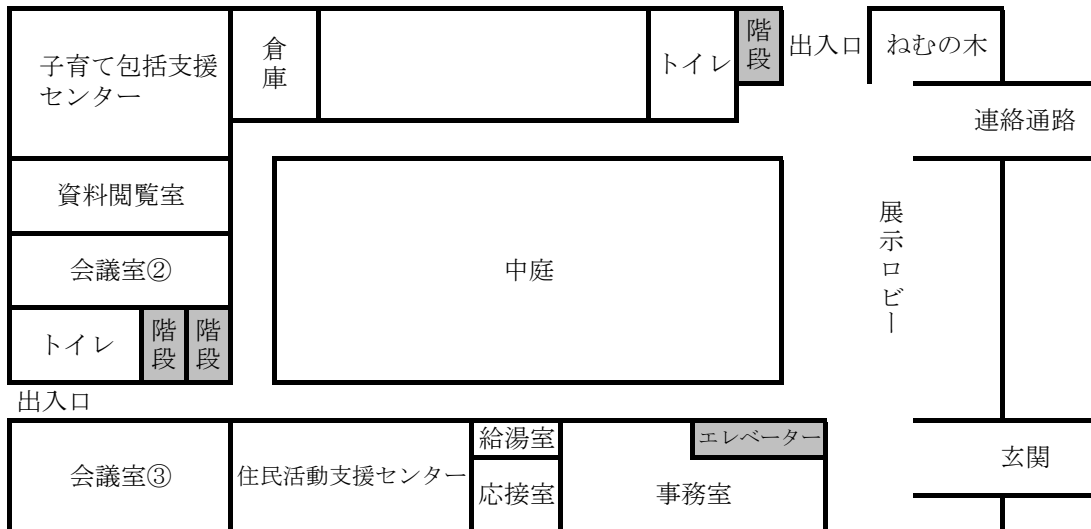 子育て包括支援
センター
倉庫
トイレ
階段
出入口
ねむの木
連絡通路
資料閲覧室
会議室②
中庭
展示ロビー
トイレ
階段
階段
出入口
会議室③
住民活動支援センター
給湯室
応接室
エレベーター
事務室
玄関